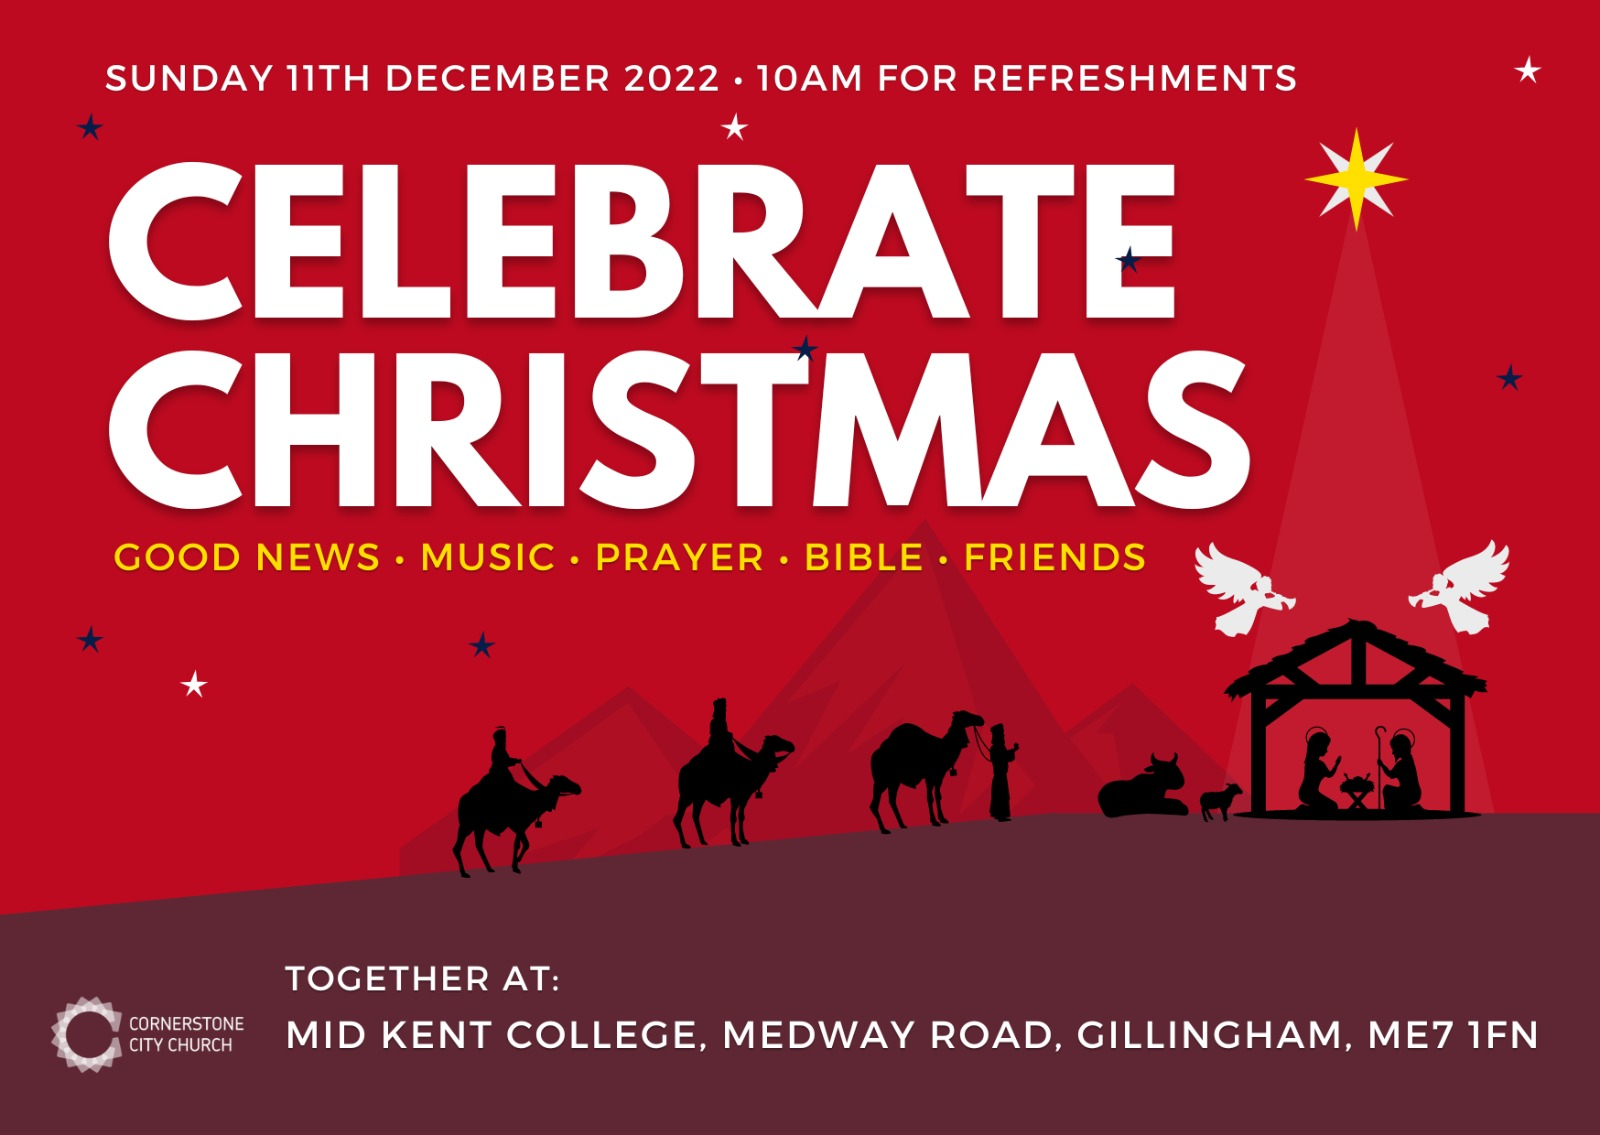 SUNDAY 11TH DECEMBER 2022 • 10AM FOR REFRESHMENTS
CELEBRATE
CHRISTMAS
GOOD NEWS • MUSIC • PRAYER • BIBLE • FRIENDS
TOGETHER AT:
MID KENT COLLEGE, MEDWAY ROAD, GILLINGHAM, ME7 1FN
CORNERSTONE
CITY CHURCH